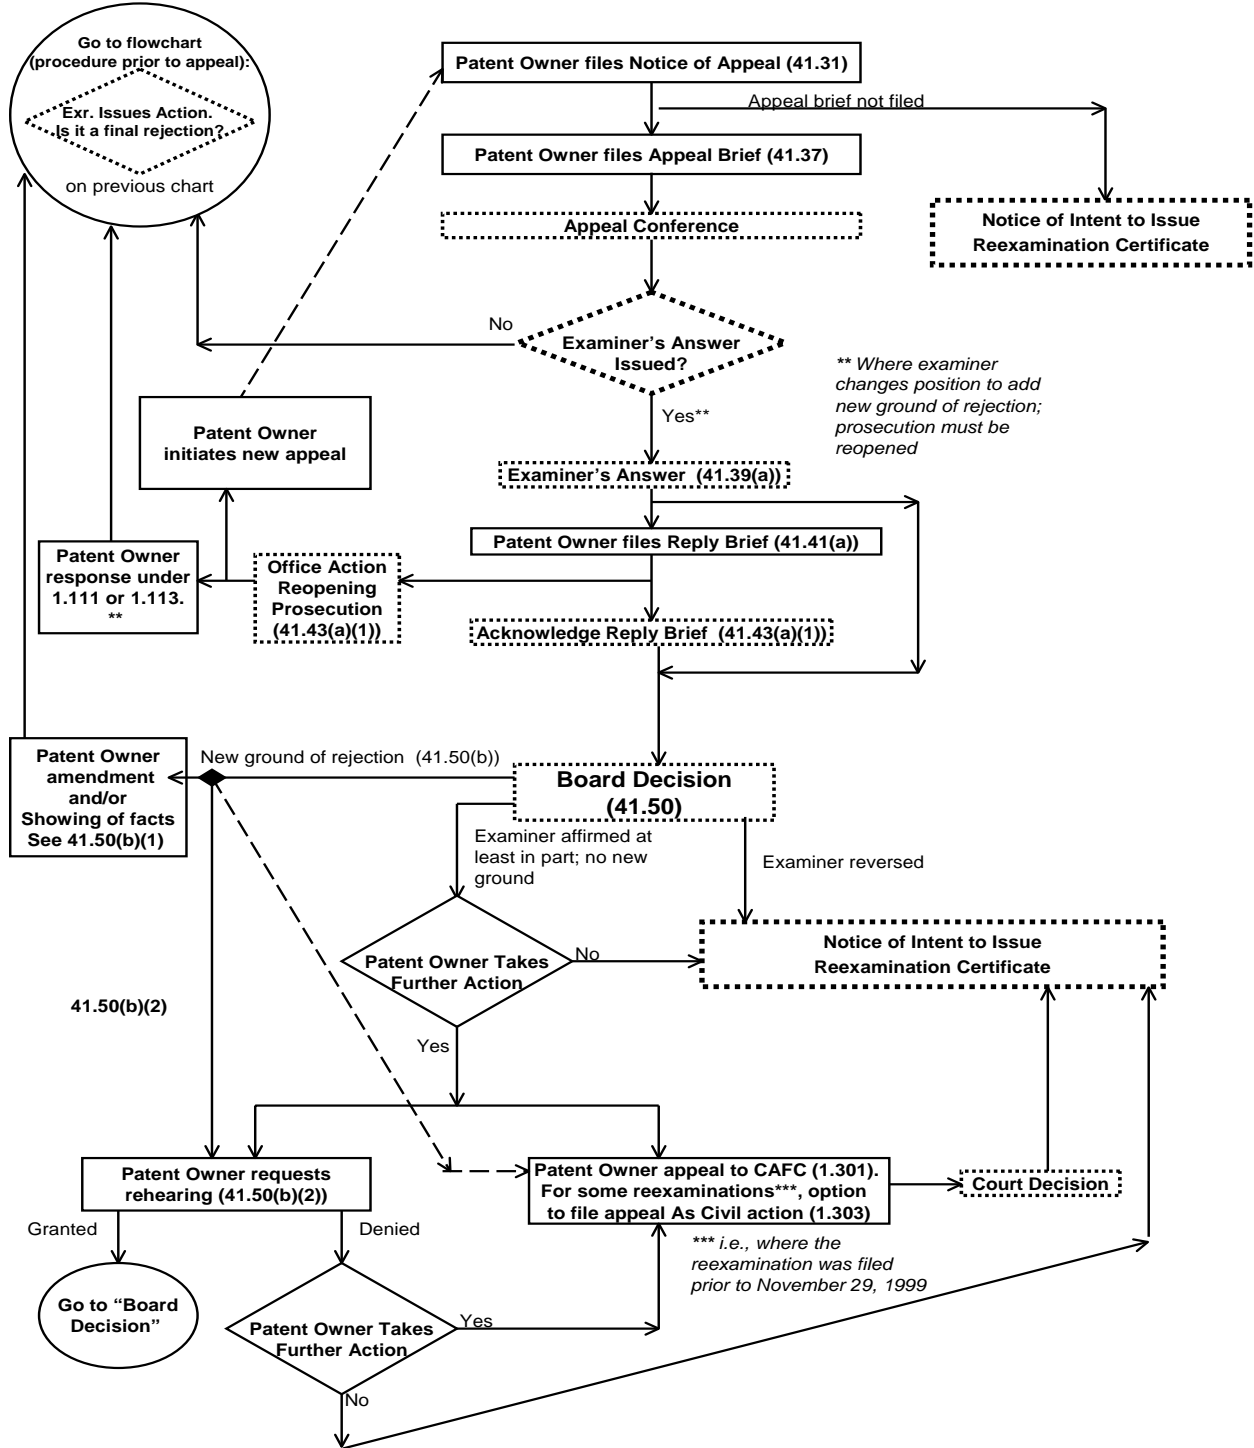 Go to flowchart
(procedure prior to appeal):
Exr. Issues Action.
Is it a final rejection?
on previous chart
Patent Owner files Notice of Appeal (41.31)
Appeal brief not filed
Patent Owner files Appeal Brief (41.37)
Appeal Conference
Notice of Intent to Issue
Reexamination Certificate
No
Examiner's Answer
Issued?
** Where examiner
changes position to add
new ground of rejection;
prosecution must be
reopened
Yes**
Patent Owner
initiates new appeal
Examiner's Answer (41.39(a))
Patent Owner files Reply Brief (41.41(a))
Patent Owner
response under
1.111 or 1.113.
**
Office Action
Reopening
Prosecution
(41.43(a)(1))
Acknowledge Reply Brief (41.43(a)(1))
Patent Owner
amendment
and/or
Showing of facts
See 41.50(b)(1)
New ground of rejection (41.50(b))
Board Decision
(41.50)
Examiner affirmed at
least in part; no new
ground
Examiner reversed
Patent Owner Takes
Further Action
No
Notice of Intent to Issue
Reexamination Certificate
41.50(b)(2)
Yes
Patent Owner requests
rehearing (41.50(b)(2))
Patent Owner appeal to CAFC (1.301).
For some reexaminations***, option
to file appeal As Civil action (1.303)
Court Decision
Granted
Denied
*** i.e., where the
reexamination was filed
prior to November 29, 1999
Go to “Board
Decision”
Patent Owner Takes
Further Action
Yes
No